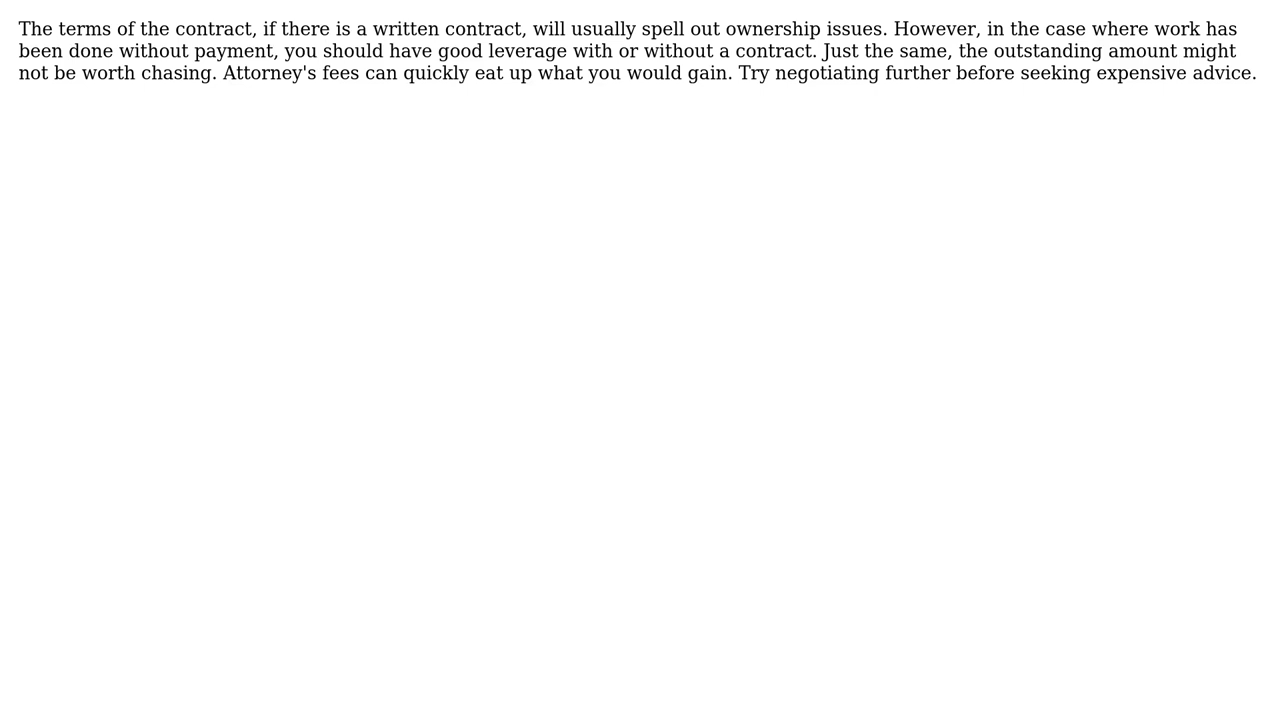 The terms of the contract, if there is a written contract, will usually spell out ownership issues. However, in the case where work has
been done without payment, you should have good leverage with or without a contract. Just the same, the outstanding amount might
not be worth chasing. Attorney's fees can quickly eat up what you would gain. Try negotiating further before seeking expensive advice.